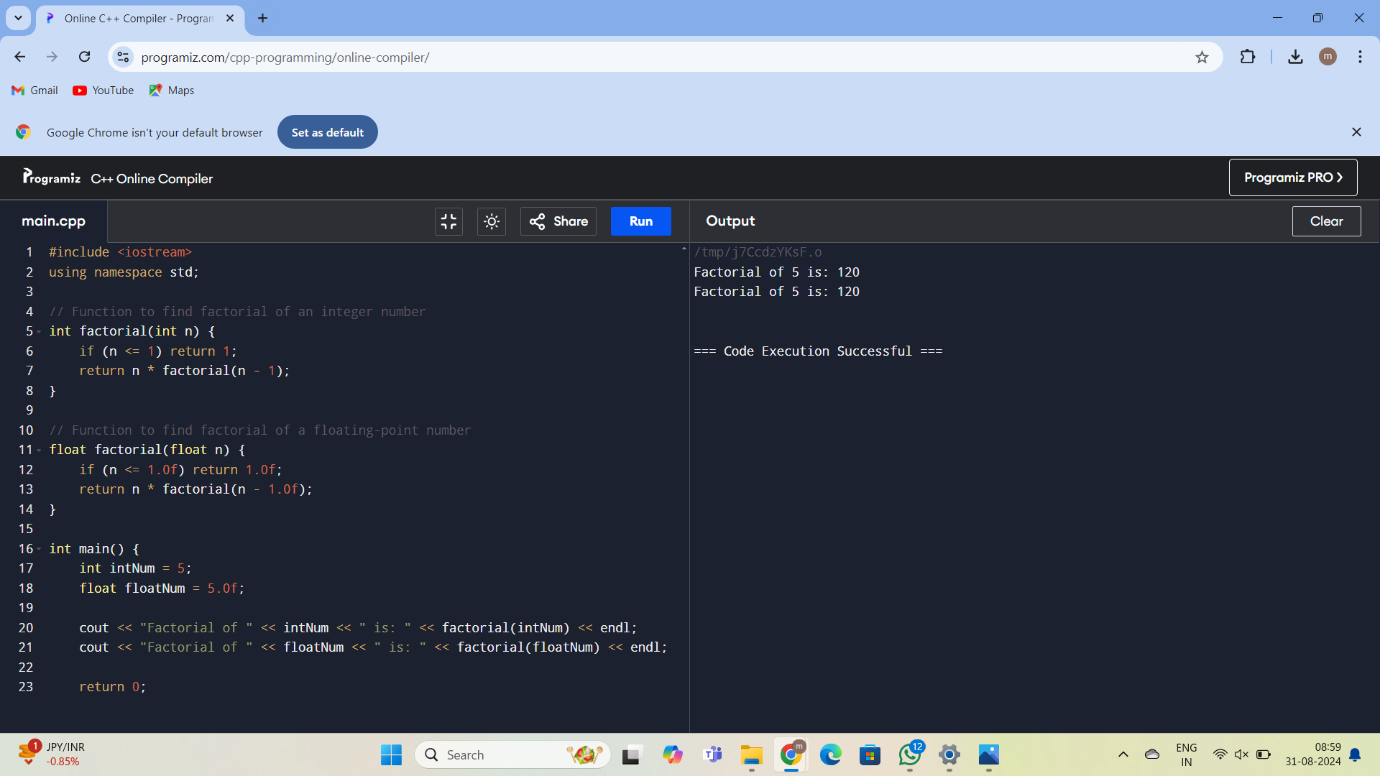 Online C++ Compiler - Program
programiz.com/cpp-programming/online-compiler/
m
Gmail YouTube Maps
Google Chrome isn't your default browser Set as default
Programiz C++ Online Compiler Programiz PRO >
main.cpp Share Run Output Clear
1 #include <iostream>
2 using namespace std;
3
4 // Function to find factorial of an integer number
5 int factorial(int n) {
6     if (n <= 1) return 1;
7     return n * factorial(n - 1);
8 }
9
10 // Function to find factorial of a floating-point number
11 float factorial(float n) {
12     if (n <= 1.0f) return 1.0f;
13     return n * factorial(n - 1.0f);
14 }
15
16 int main() {
17     int intNum = 5;
18     float floatNum = 5.0f;
19
20     cout << "Factorial of " << intNum << " is: " << factorial(intNum) << endl;
21     cout << "Factorial of " << floatNum << " is: " << factorial(floatNum) << endl;
22
23     return 0;
/tmp/j7CcdzYKsF.o
Factorial of 5 is: 120
Factorial of 5 is: 120
=== Code Execution Successful ===
1 JPY/INR
-0.85%
Search
m
12
ENG
IN
08:59
31-08-2024